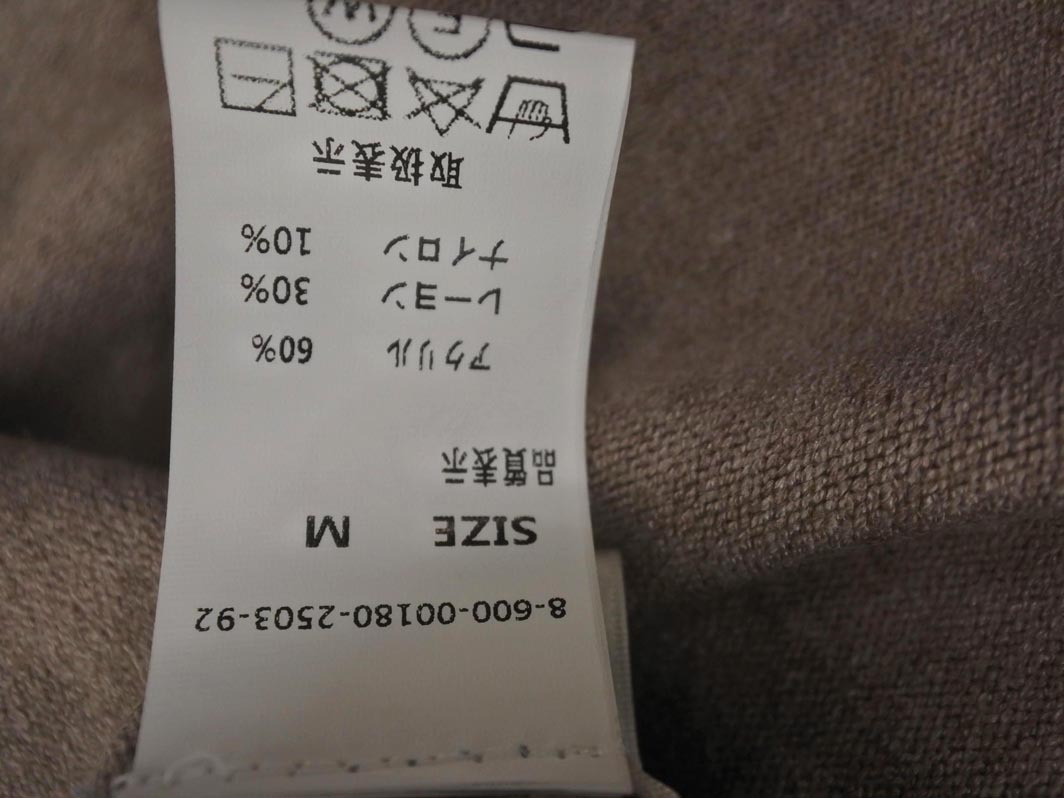 8-600-00180-2503-92
SIZE M
品質表示
アクリル 60%
レーヨン 30%
ナイロン 10%
取扱表示